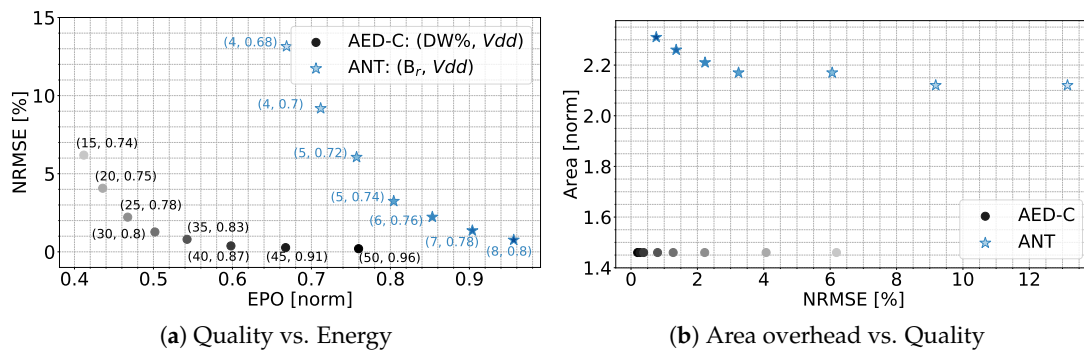 15
10
5
0
NRMSE [%]
(4, 0.68)
AED-C: (DW%, Vdd)
ANT: (Br, Vdd)
(4, 0.7)
(15, 0.74)
(5, 0.72)
(20, 0.75)
(5, 0.74)
(25, 0.78)
(6, 0.76)
(30, 0.8)
(35, 0.83)
(7, 0.78)
(40, 0.87)
(45, 0.91)
(50, 0.96)
(8, 0.8)
0.4 0.5 0.6 0.7 0.8 0.9
EPO [norm]
(a) Quality vs. Energy
2.2
2.0
1.8
1.6
1.4
Area [norm]
AED-C
ANT
0 2 4 6 8 10 12
NRMSE [%]
(b) Area overhead vs. Quality